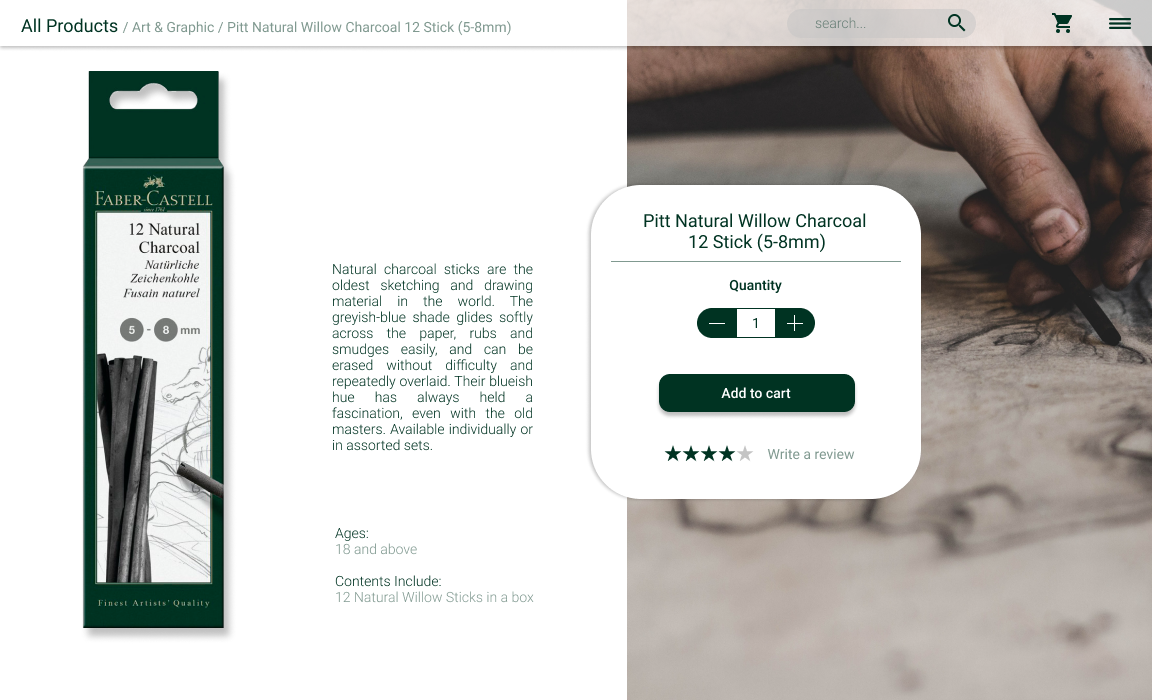 All Products / Art & Graphic / Pitt Natural Willow Charcoal 12 Stick (5-8mm)
search...
FABER-CASTELL
since 1761
12 Natural
Charcoal
Natürliche
Zeichenkohle
Fusain naturel
5 - 8 mm
Finest Artists' Quality
Natural charcoal sticks are the
oldest sketching and drawing
material in the world. The
greyish-blue shade glides softly
across the paper, rubs and
smudges easily, and can be
erased without difficulty and
repeatedly overlaid. Their blueish
hue has always held a
fascination, even with the old
masters. Available individually or
in assorted sets.
Ages:
18 and above
Contents Include:
12 Natural Willow Sticks in a box
Pitt Natural Willow Charcoal
12 Stick (5-8mm)
Quantity
1
Add to cart
Write a review